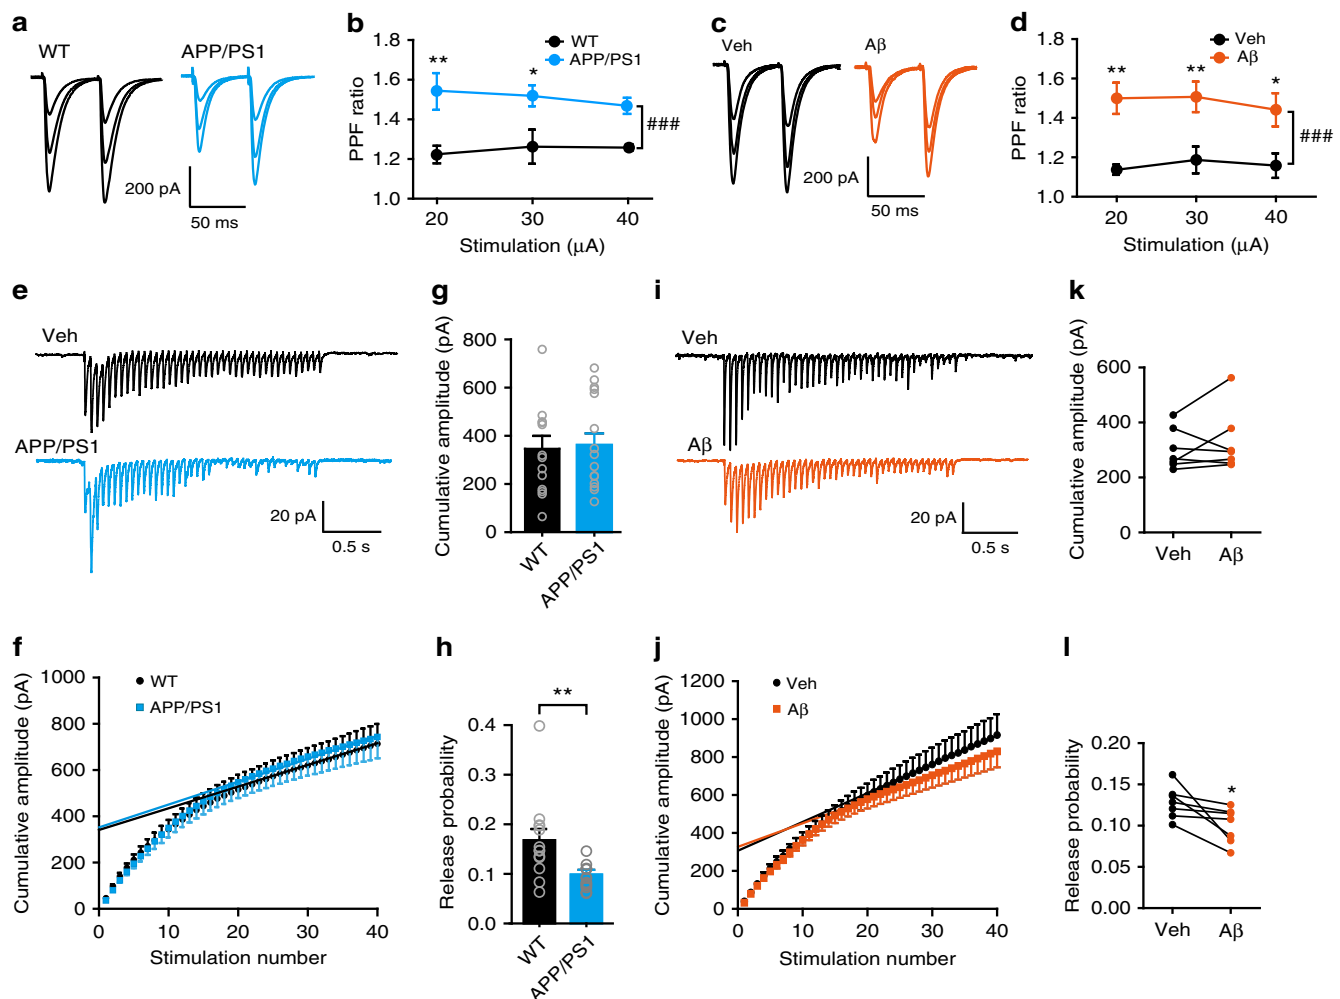 a
WT
APP/PS1
200 pA
50 ms
b
WT
APP/PS1
PPF ratio
1.8
1.6
1.4
1.2
1.0
**
*
###
20
30
40
Stimulation (μA)
c
Veh
Aβ
200 pA
50 ms
d
Veh
Aβ
PPF ratio
1.8
1.6
1.4
1.2
1.0
**
**
*
###
20
30
40
Stimulation (μA)
e
Veh
APP/PS1
20 pA
0.5 s
g
Cumulative amplitude (pA)
800
600
400
200
0
WT
APP/PS1
i
Veh
Aβ
20 pA
0.5 s
k
Cumulative amplitude (pA)
600
400
200
0
Veh
Aβ
f
WT
APP/PS1
Cumulative amplitude (pA)
1000
800
600
400
200
0
0
10
20
30
40
Stimulation number
h
**
Release probability
0.4
0.3
0.2
0.1
0.0
WT
APP/PS1
j
Veh
Aβ
Cumulative amplitude (pA)
1200
1000
800
600
400
200
0
0
10
20
30
40
Stimulation number
l
Release probability
0.20
0.15
0.10
0.05
0.00
*
Veh
Aβ